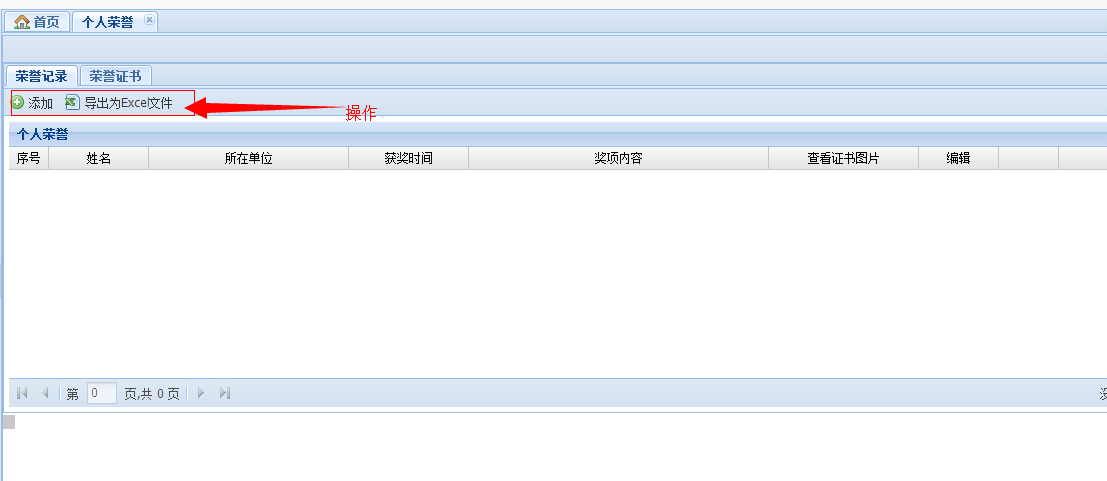 首页 个人荣誉
荣誉记录 荣誉证书
添加 导出为Excel文件 操作
个人荣誉
序号 姓名 所在单位 获奖时间 奖项内容 查看证书图片 编辑
第 0 页,共 0 页